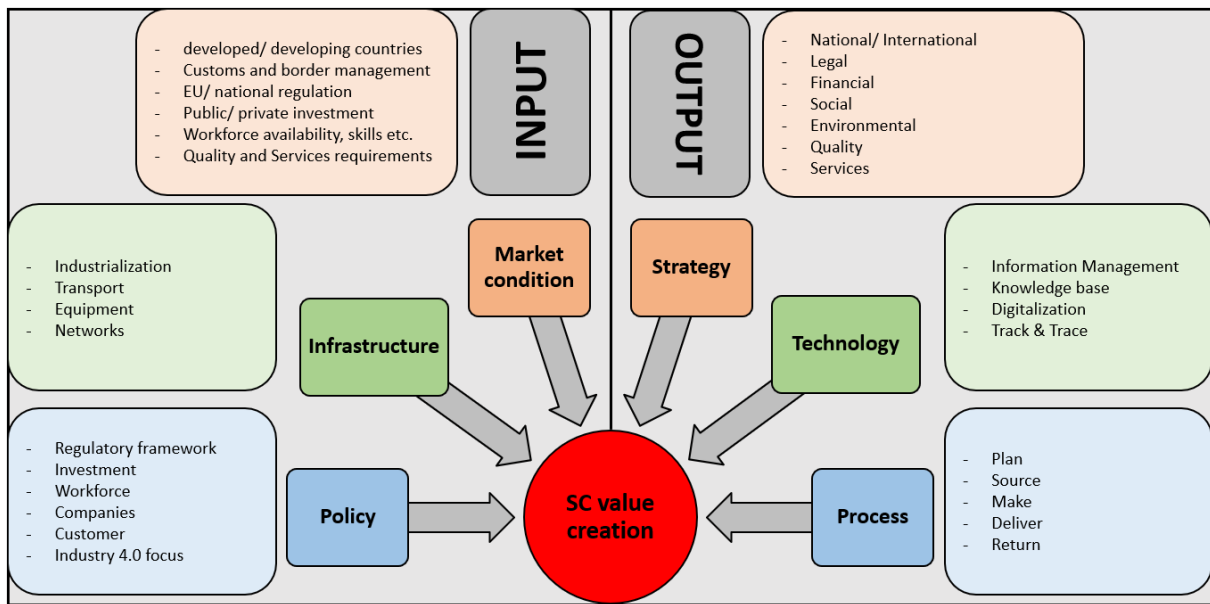 - developed/ developing countries
- Customs and border management
- EU/ national regulation
- Public/ private investment
- Workforce availability, skills etc.
- Quality and Services requirements
INPUT
OUTPUT
- National/ International
- Legal
- Financial
- Social
- Environmental
- Quality
- Services
- Industrialization
- Transport
- Equipment
- Networks
Infrastructure
Market
condition
Strategy
Technology
- Information Management
- Knowledge base
- Digitalization
- Track & Trace
- Regulatory framework
- Investment
- Workforce
- Companies
- Customer
- Industry 4.0 focus
Policy
SC value
creation
Process
- Plan
- Source
- Make
- Deliver
- Return